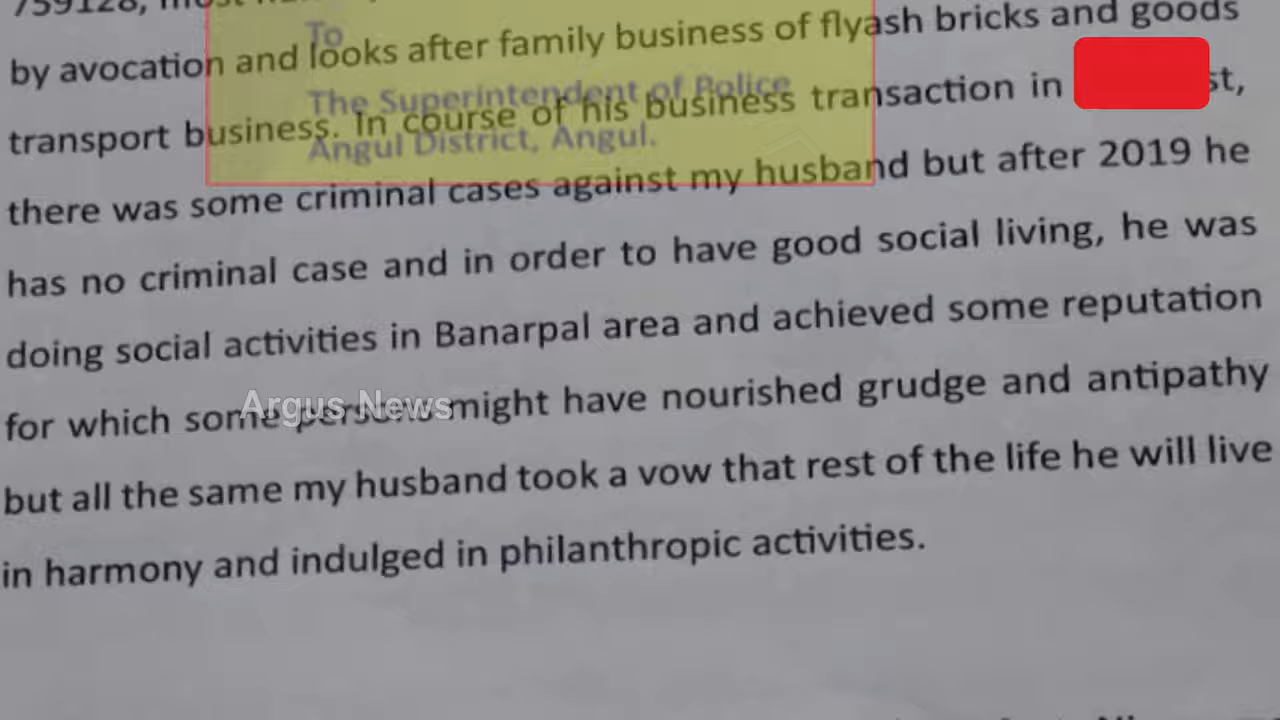 759128, most
by avocation and looks after family business of flyash bricks and goods
transport business. In course of his business transaction in st,
there was some criminal cases against my husband but after 2019 he
has no criminal case and in order to have good social living, he was
doing social activities in Banarpal area and achieved some reputation
for which some persons might have nourished grudge and antipathy
but all the same my husband took a vow that rest of the life he will live
in harmony and indulged in philanthropic activities.
To
The Superintendent of Police
Angul District, Angul.
Argus News